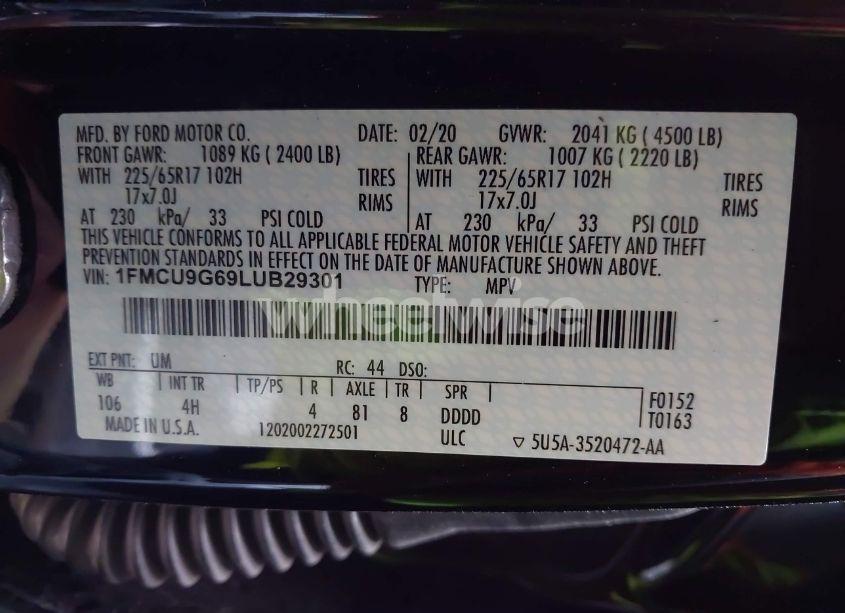 MFD. BY FORD MOTOR CO. DATE: 02/20 GVWR: 2041 KG ( 4500 LB)
FRONT GAWR: 1089 KG ( 2400 LB) REAR GAWR: 1007 KG ( 2220 LB)
WITH 225/65R17 102H TIRES WITH 225/65R17 102H TIRES
17x7.0J RIMS 17x7.0J RIMS
AT 230 kPa/ 33 PSI COLD AT 230 kPa/ 33 PSI COLD
THIS VEHICLE CONFORMS TO ALL APPLICABLE FEDERAL MOTOR VEHICLE SAFETY AND THEFT
PREVENTION STANDARDS IN EFFECT ON THE DATE OF MANUFACTURE SHOWN ABOVE.
VIN: 1FMCU9G69LUB29301 TYPE: MPV
wheelwise
EXT PNT: UM RC: 44 DSO:
WB INT TR TP/PS R AXLE TR SPR
106 4H 4 81 8 DDDD F0152
T0163
MADE IN U.S.A. 1202002272501 ULC ▽ 5U5A-3520472-AA